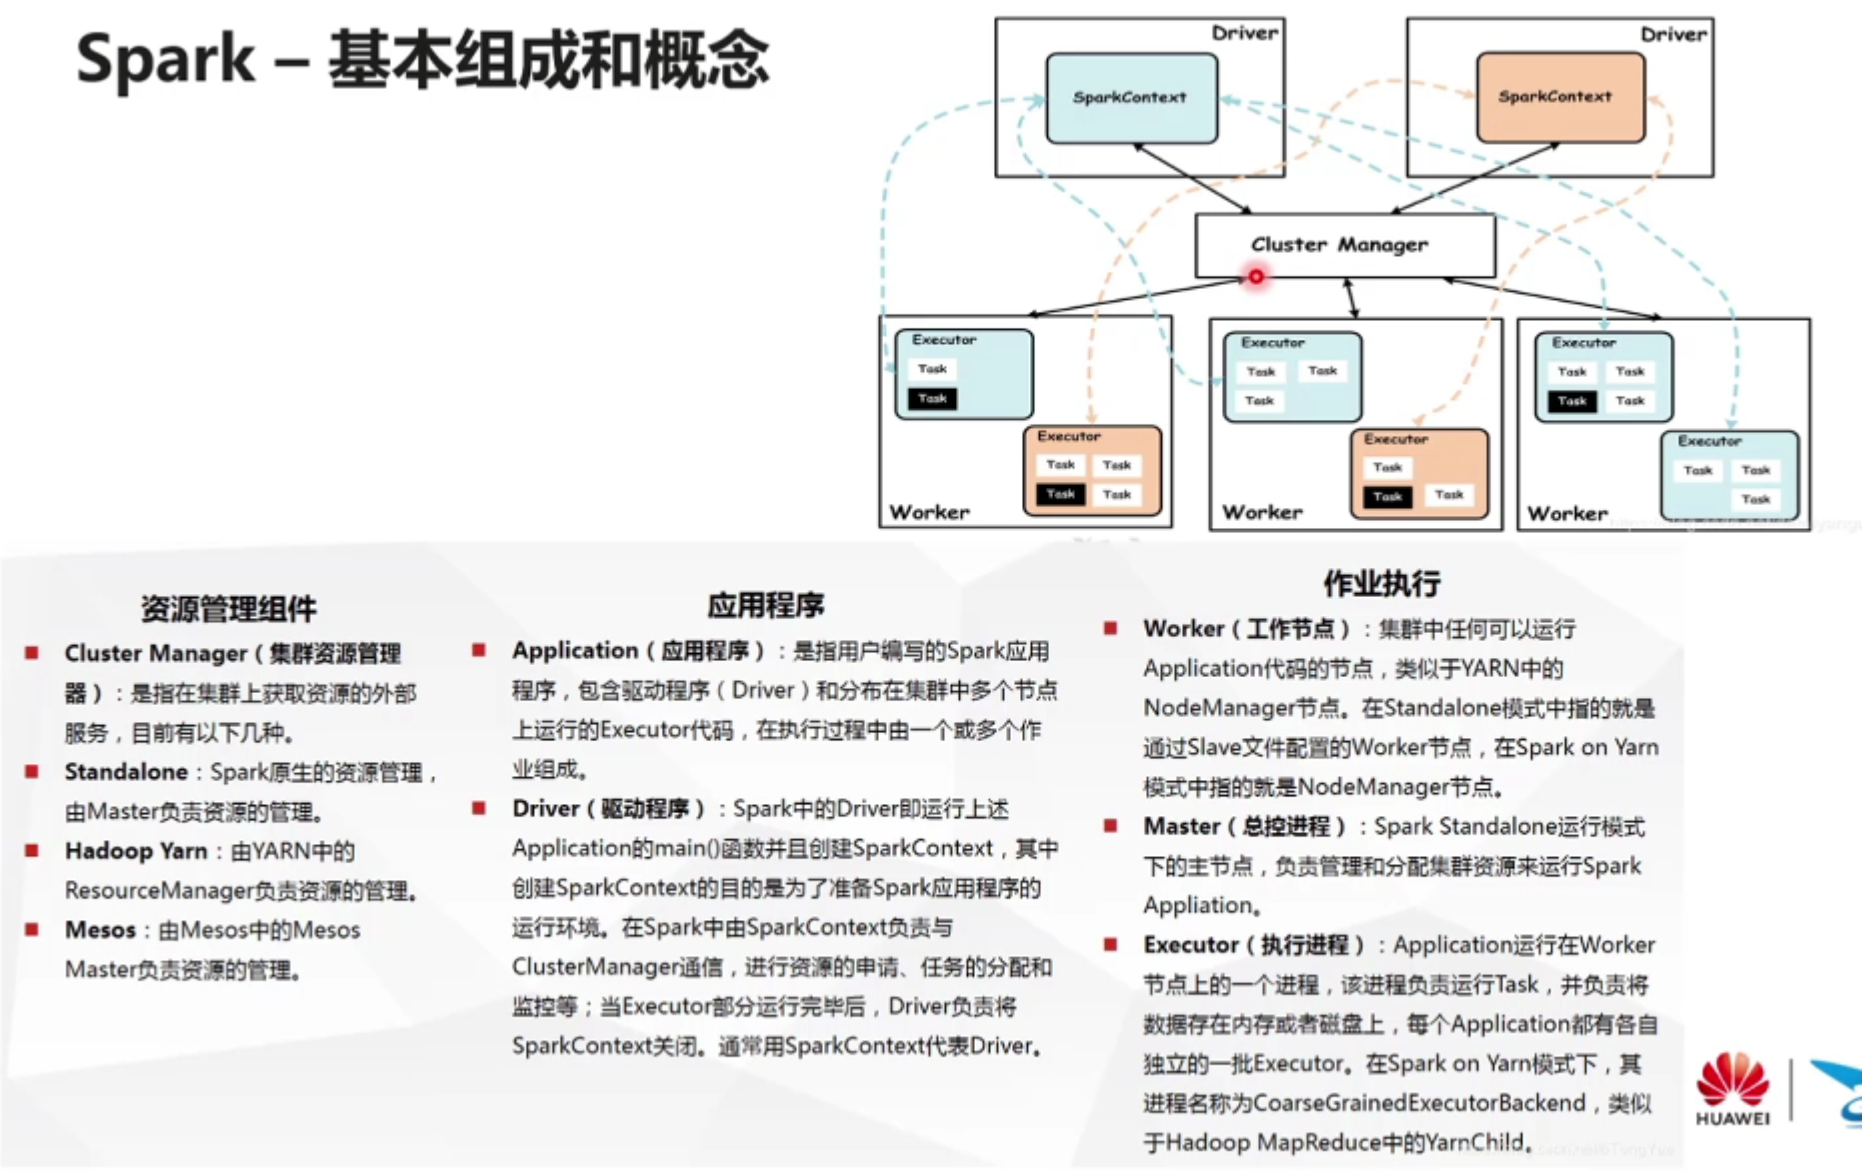 Spark – 基本组成和概念
Driver
SparkContext
Driver
SparkContext
Cluster Manager
Executor
Task
Task
Executor
Task Task
Task Task
Worker
Executor
Task Task
Task
Executor
Task
Task Task
Worker
Executor
Task Task
Task Task
Executor
Task Task
Task
Worker
资源管理组件
Cluster Manager（集群资源管理
器）：是指在集群上获取资源的外部
服务，目前有以下几种。
Standalone：Spark原生的资源管理，
由Master负责资源的管理。
Hadoop Yarn：由YARN中的
ResourceManager负责资源的管理。
Mesos：由Mesos中的Mesos
Master负责资源的管理。
应用程序
Application（应用程序）：是指用户编写的Spark应用
程序，包含驱动程序（Driver）和分布在集群中多个节点
上运行的Executor代码，在执行过程中由一个或多个作
业组成。
Driver（驱动程序）：Spark中的Driver即运行上述
Application的main()函数并且创建SparkContext，其中
创建SparkContext的目的是为了准备Spark应用程序的
运行环境。在Spark中由SparkContext负责与
ClusterManager通信，进行资源的申请、任务的分配和
监控等；当Executor部分运行完毕后，Driver负责将
SparkContext关闭。通常用SparkContext代表Driver。
作业执行
Worker（工作节点）：集群中任何可以运行
Application代码的节点，类似于YARN中的
NodeManager节点。在Standalone模式中指的就是
通过Slave文件配置的Worker节点，在Spark on Yarn
模式中指的就是NodeManager节点。
Master（总控进程）：Spark Standalone运行模式
下的主节点，负责管理和分配集群资源来运行Spark
Appliation。
Executor（执行进程）：Application运行在Worker
节点上的一个进程，该进程负责运行Task，并负责将
数据存在内存或者磁盘上，每个Application都有各自
独立的一批Executor。在Spark on Yarn模式下，其
进程名称为CoarseGrainedExecutorBackend，类似
于Hadoop MapReduce中的YarnChild。
HUAWEI